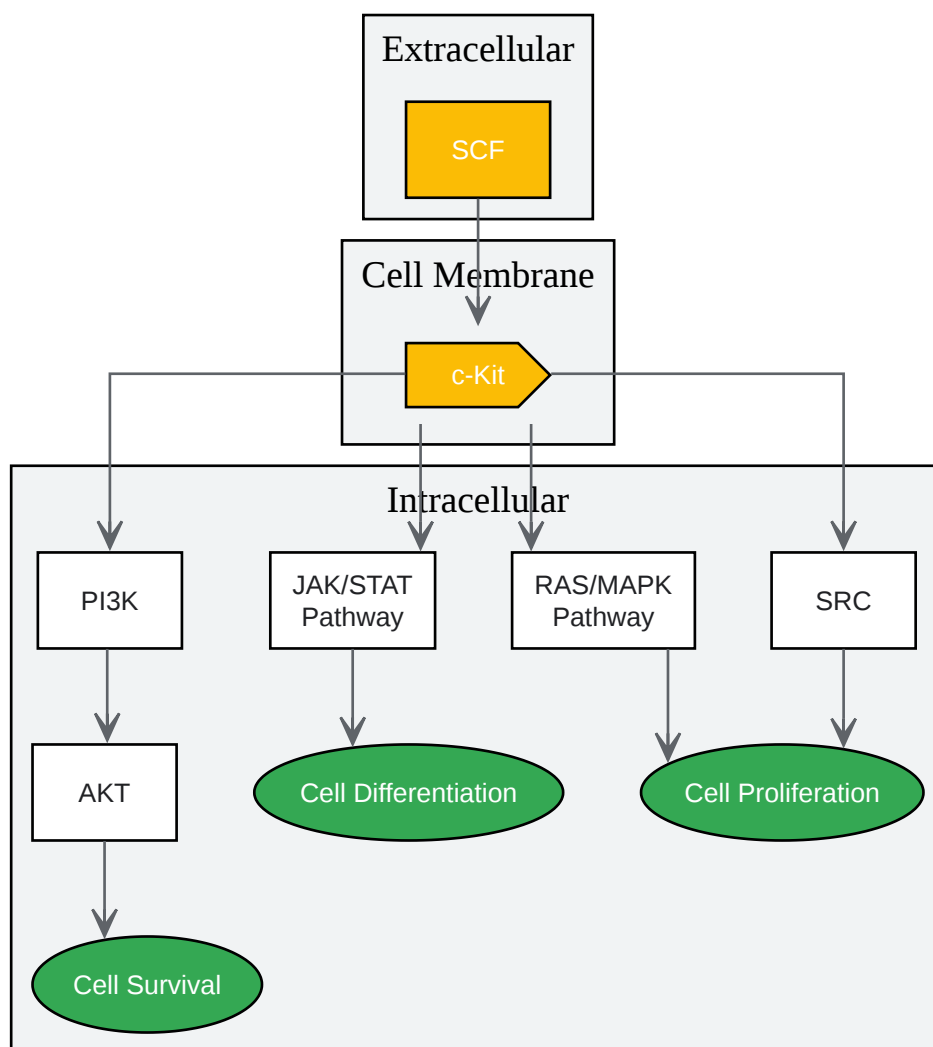 Extracellular
SCF
Cell Membrane
c-Kit
Intracellular
PI3K
JAK/STAT
Pathway
RAS/MAPK
Pathway
SRC
AKT
Cell Differentiation
Cell Proliferation
Cell Survival